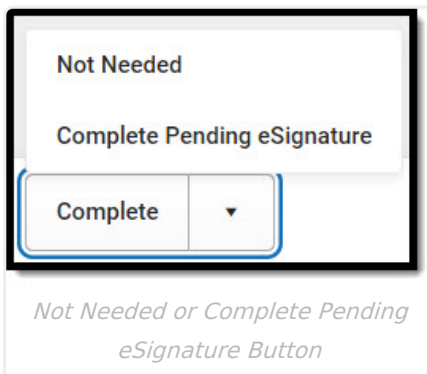 Not Needed
Complete Pending eSignature
Complete
Not Needed or Complete Pending
eSignature Button